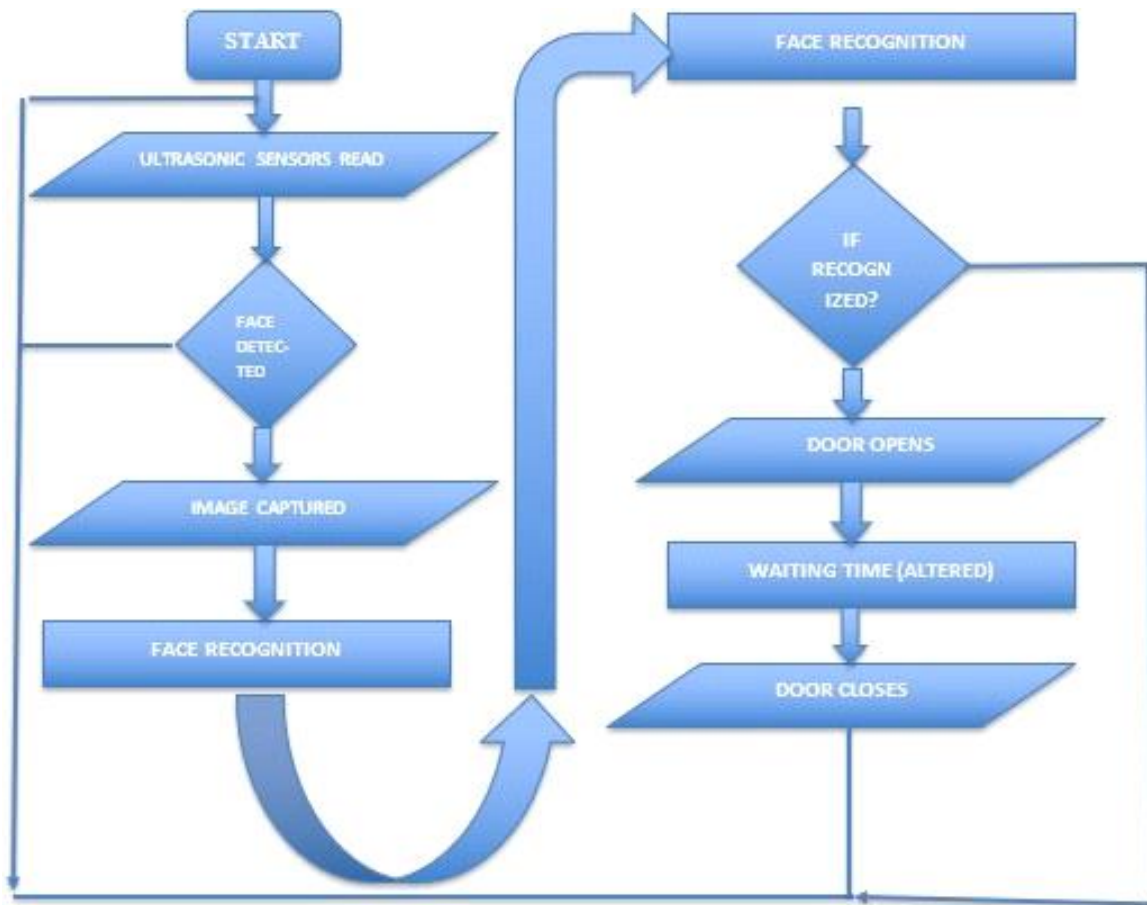 START
ULTRASONIC SENSORS READ
FACE
DETEC-
TED
IMAGE CAPTURED
FACE RECOGNITION
FACE RECOGNITION
IF
RECOGN
IZED?
DOOR OPENS
WAITING TIME (ALTERED)
DOOR CLOSES